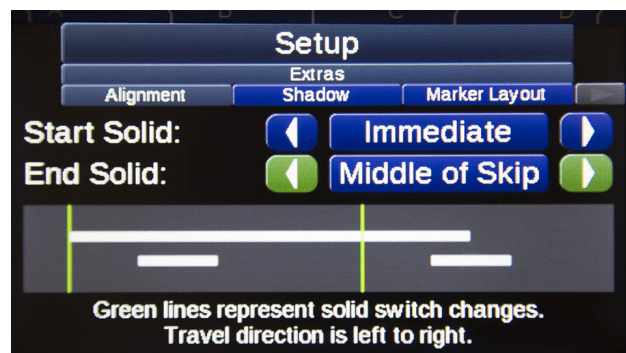 Setup
Extras
Alignment Shadow Marker Layout
Start Solid: Immediate
End Solid: Middle of Skip
Green lines represent solid switch changes.
Travel direction is left to right.